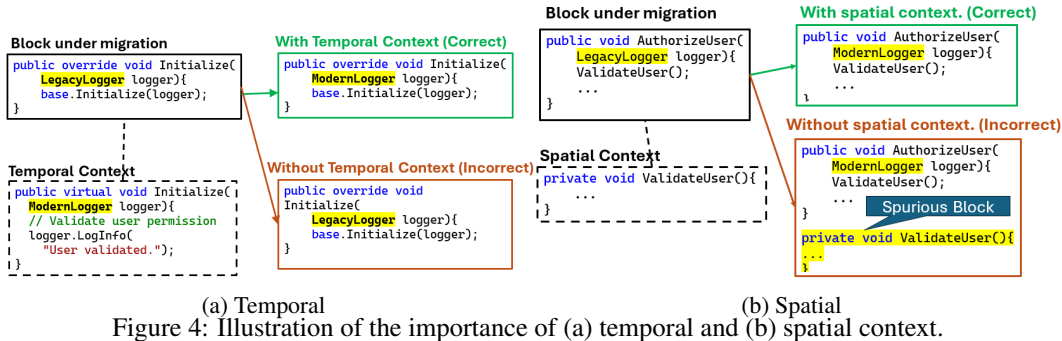 Block under migration
public override void Initialize(
LegacyLogger logger){
base.Initialize(logger);
}
With Temporal Context (Correct)
public override void Initialize(
ModernLogger logger){
base.Initialize(logger);
}
Temporal Context
public virtual void Initialize(
ModernLogger logger){
// Validate user permission
logger.LogInfo(
"User validated.");
}
Without Temporal Context (Incorrect)
public override void
Initialize(
LegacyLogger logger){
base.Initialize(logger);
}
(a) Temporal
Block under migration
public void AuthorizeUser(
LegacyLogger logger){
ValidateUser();
...
}
With spatial context. (Correct)
public void AuthorizeUser(
ModernLogger logger){
ValidateUser();
...
}
Spatial Context
private void ValidateUser(){
...
}
Without spatial context. (Incorrect)
public void AuthorizeUser(
ModernLogger logger){
ValidateUser();
...
}
Spurious Block
private void ValidateUser(){
...
}
(b) Spatial
Figure 4: Illustration of the importance of (a) temporal and (b) spatial context.